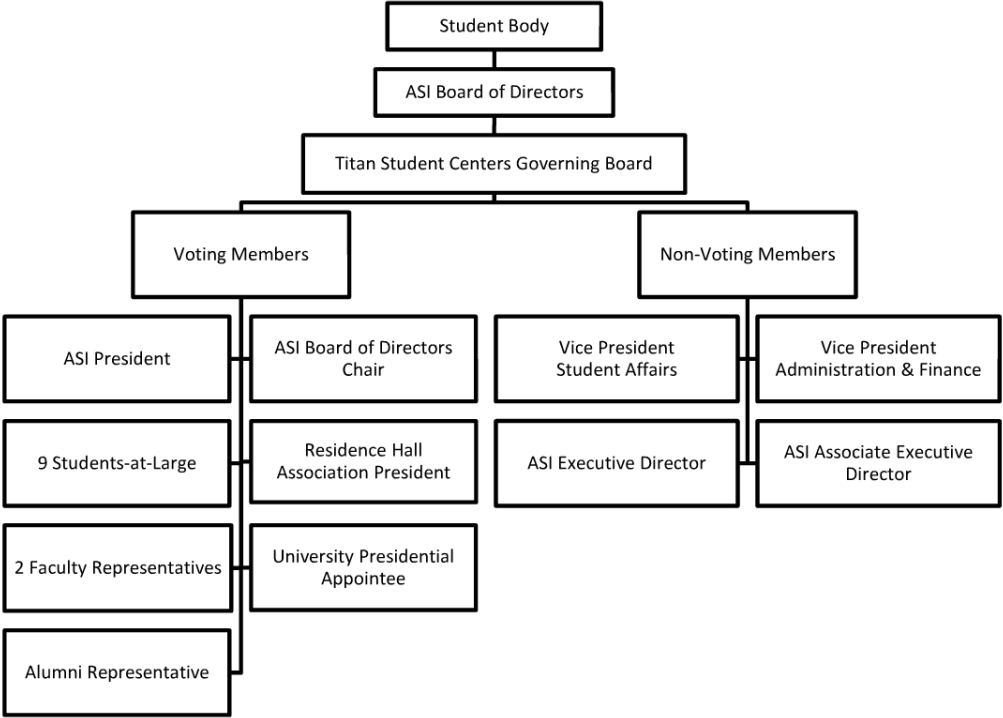 Student Body
ASI Board of Directors
Titan Student Centers Governing Board
Voting Members
Non-Voting Members
ASI President
ASI Board of Directors
Chair
Vice President
Student Affairs
Vice President
Administration & Finance
9 Students-at-Large
Residence Hall
Association President
ASI Executive Director
ASI Associate Executive
Director
2 Faculty Representatives
University Presidential
Appointee
Alumni Representative